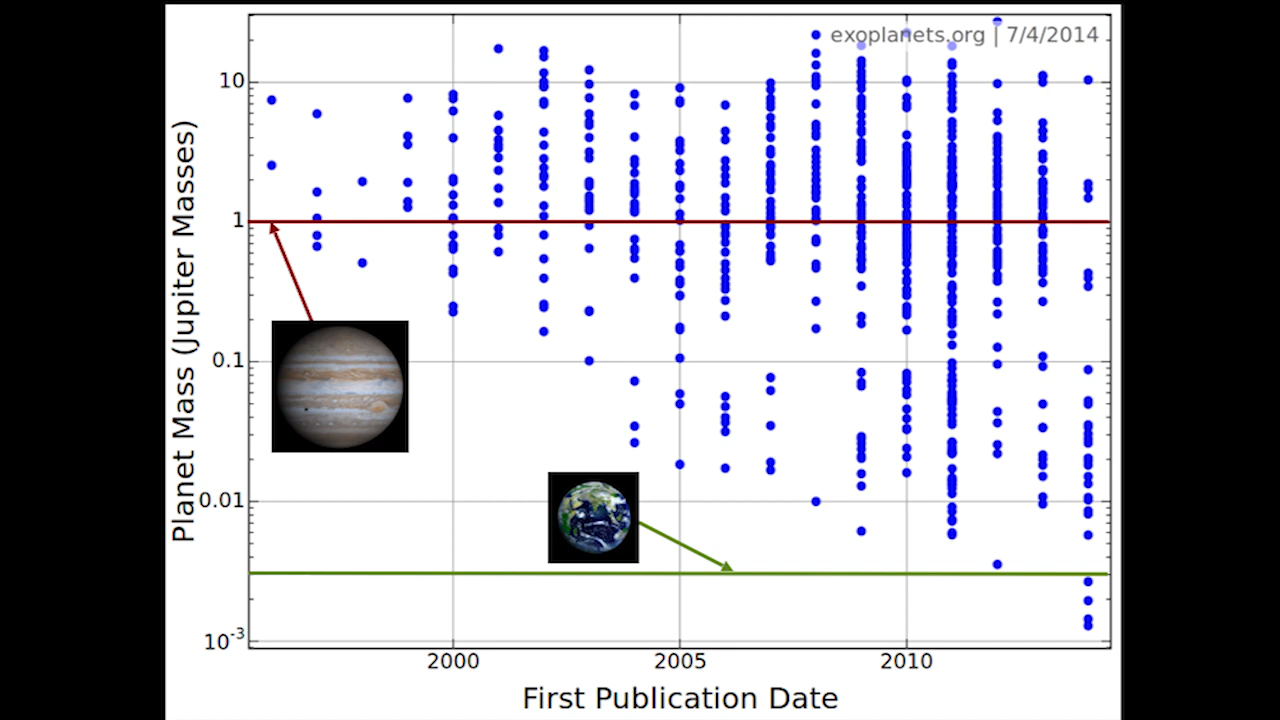 exoplanets.org | 7/4/2014
Planet Mass (Jupiter Masses)
10
1
0.1
0.01
10-3
2000 2005 2010
First Publication Date